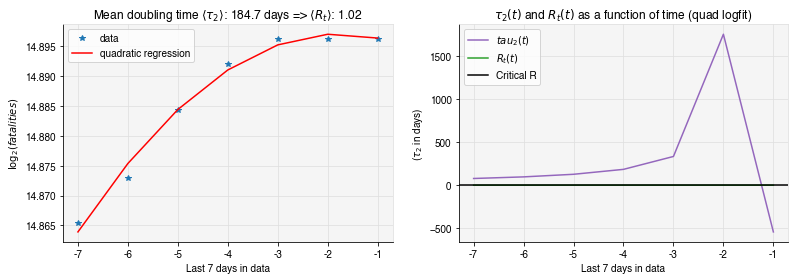 Mean doubling time ⟨τ₂⟩: 184.7 days => ⟨Rₜ⟩: 1.02
data
quadratic regression
14.895
14.890
14.885
14.880
14.875
14.870
14.865
log₂(fatalities)
-7 -6 -5 -4 -3 -2 -1
Last 7 days in data
τ₂(t) and Rₜ(t) as a function of time (quad logfit)
tau₂(t)
Rₜ(t)
Critical R
1500
1000
500
0
−500
(τ₂ in days)
-7 -6 -5 -4 -3 -2 -1
Last 7 days in data